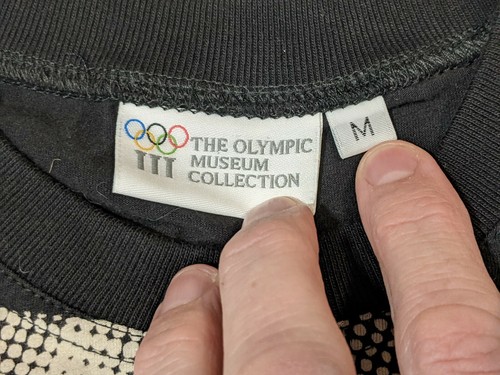 THE OLYMPIC
MUSEUM
COLLECTION
M